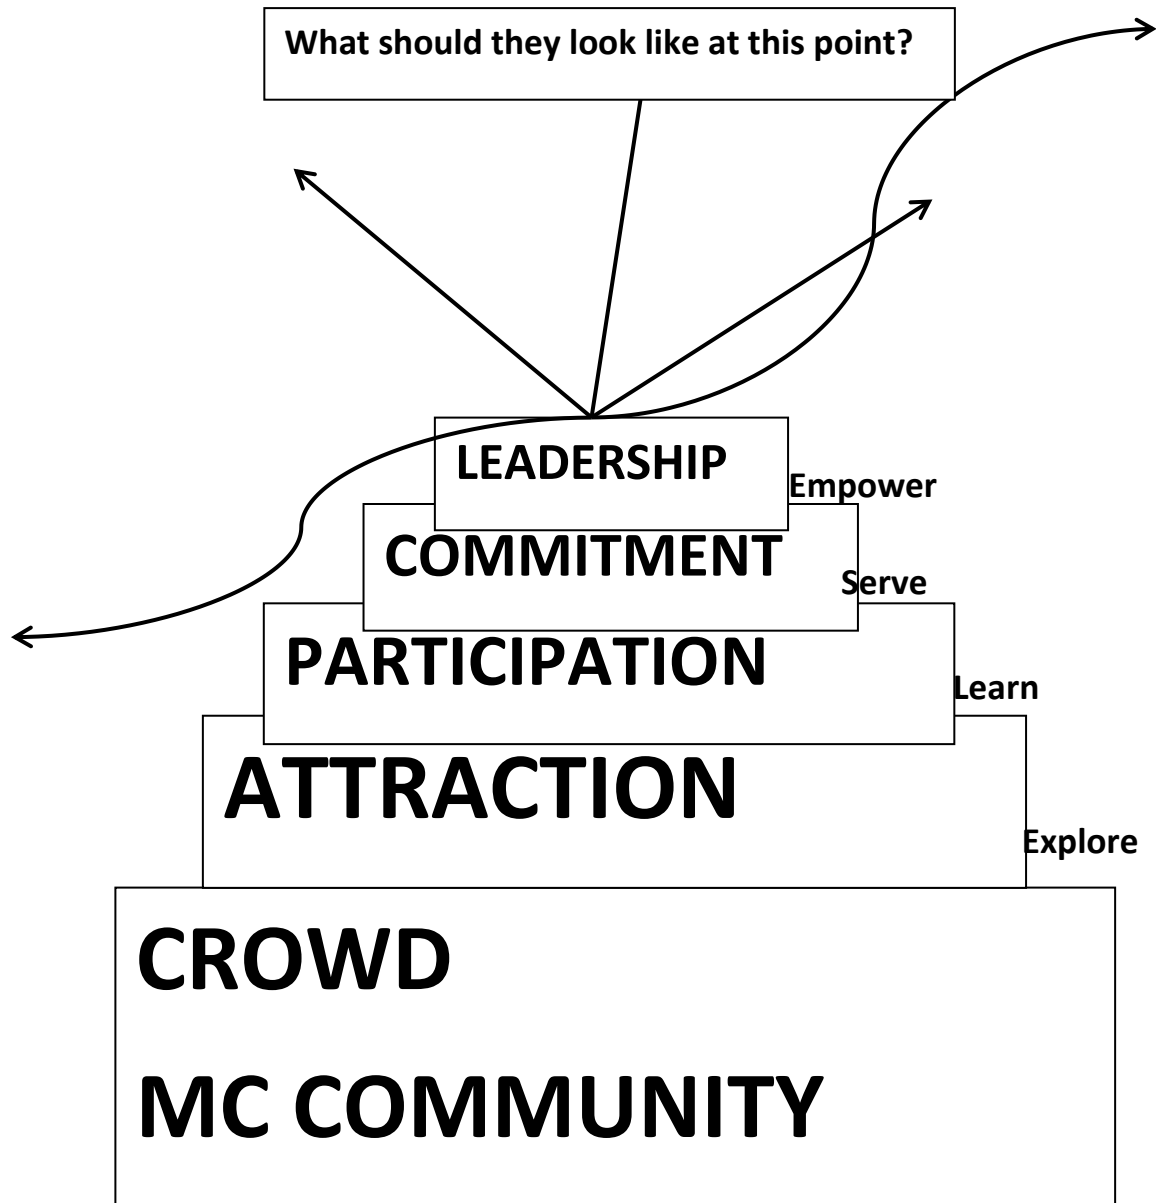 What should they look like at this point?
LEADERSHIP
Empower
COMMITMENT
Serve
PARTICIPATION
Learn
ATTRACTION
Explore
CROWD
MC COMMUNITY